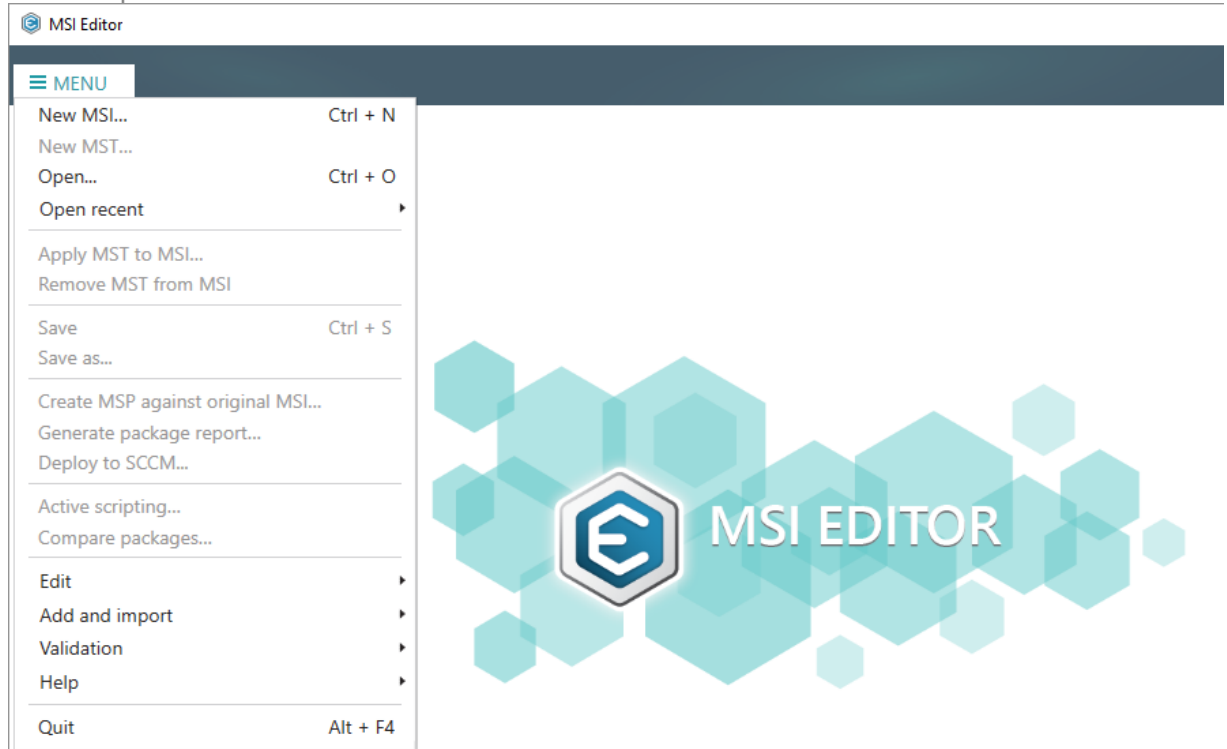 MSI Editor
MENU
New MSI... Ctrl + N
New MST...
Open... Ctrl + O
Open recent
Apply MST to MSI...
Remove MST from MSI
Save Ctrl + S
Save as...
Create MSP against original MSI...
Generate package report...
Deploy to SCCM...
Active scripting...
Compare packages...
Edit
Add and import
Validation
Help
Quit Alt + F4
MSI EDITOR